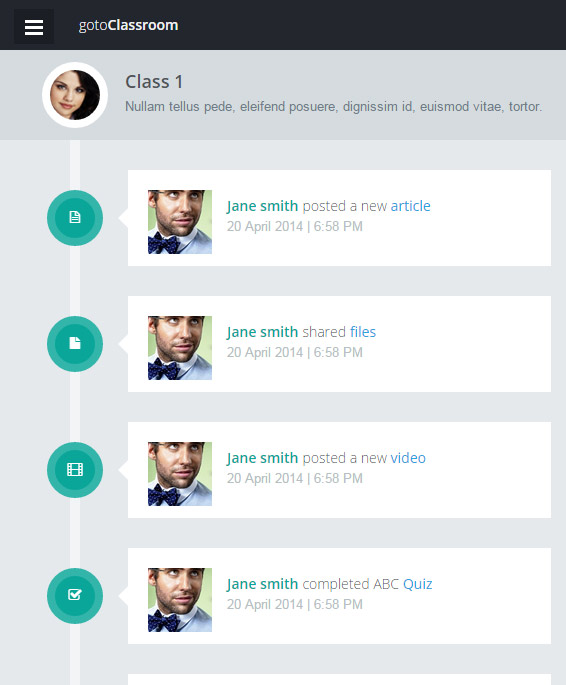 gotoClassroom
Class 1
Nullam tellus pede, eleifend posuere, dignissim id, euismod vitae, tortor.
Jane smith posted a new article
20 April 2014 | 6:58 PM
Jane smith shared files
20 April 2014 | 6:58 PM
Jane smith posted a new video
20 April 2014 | 6:58 PM
Jane smith completed ABC Quiz
20 April 2014 | 6:58 PM